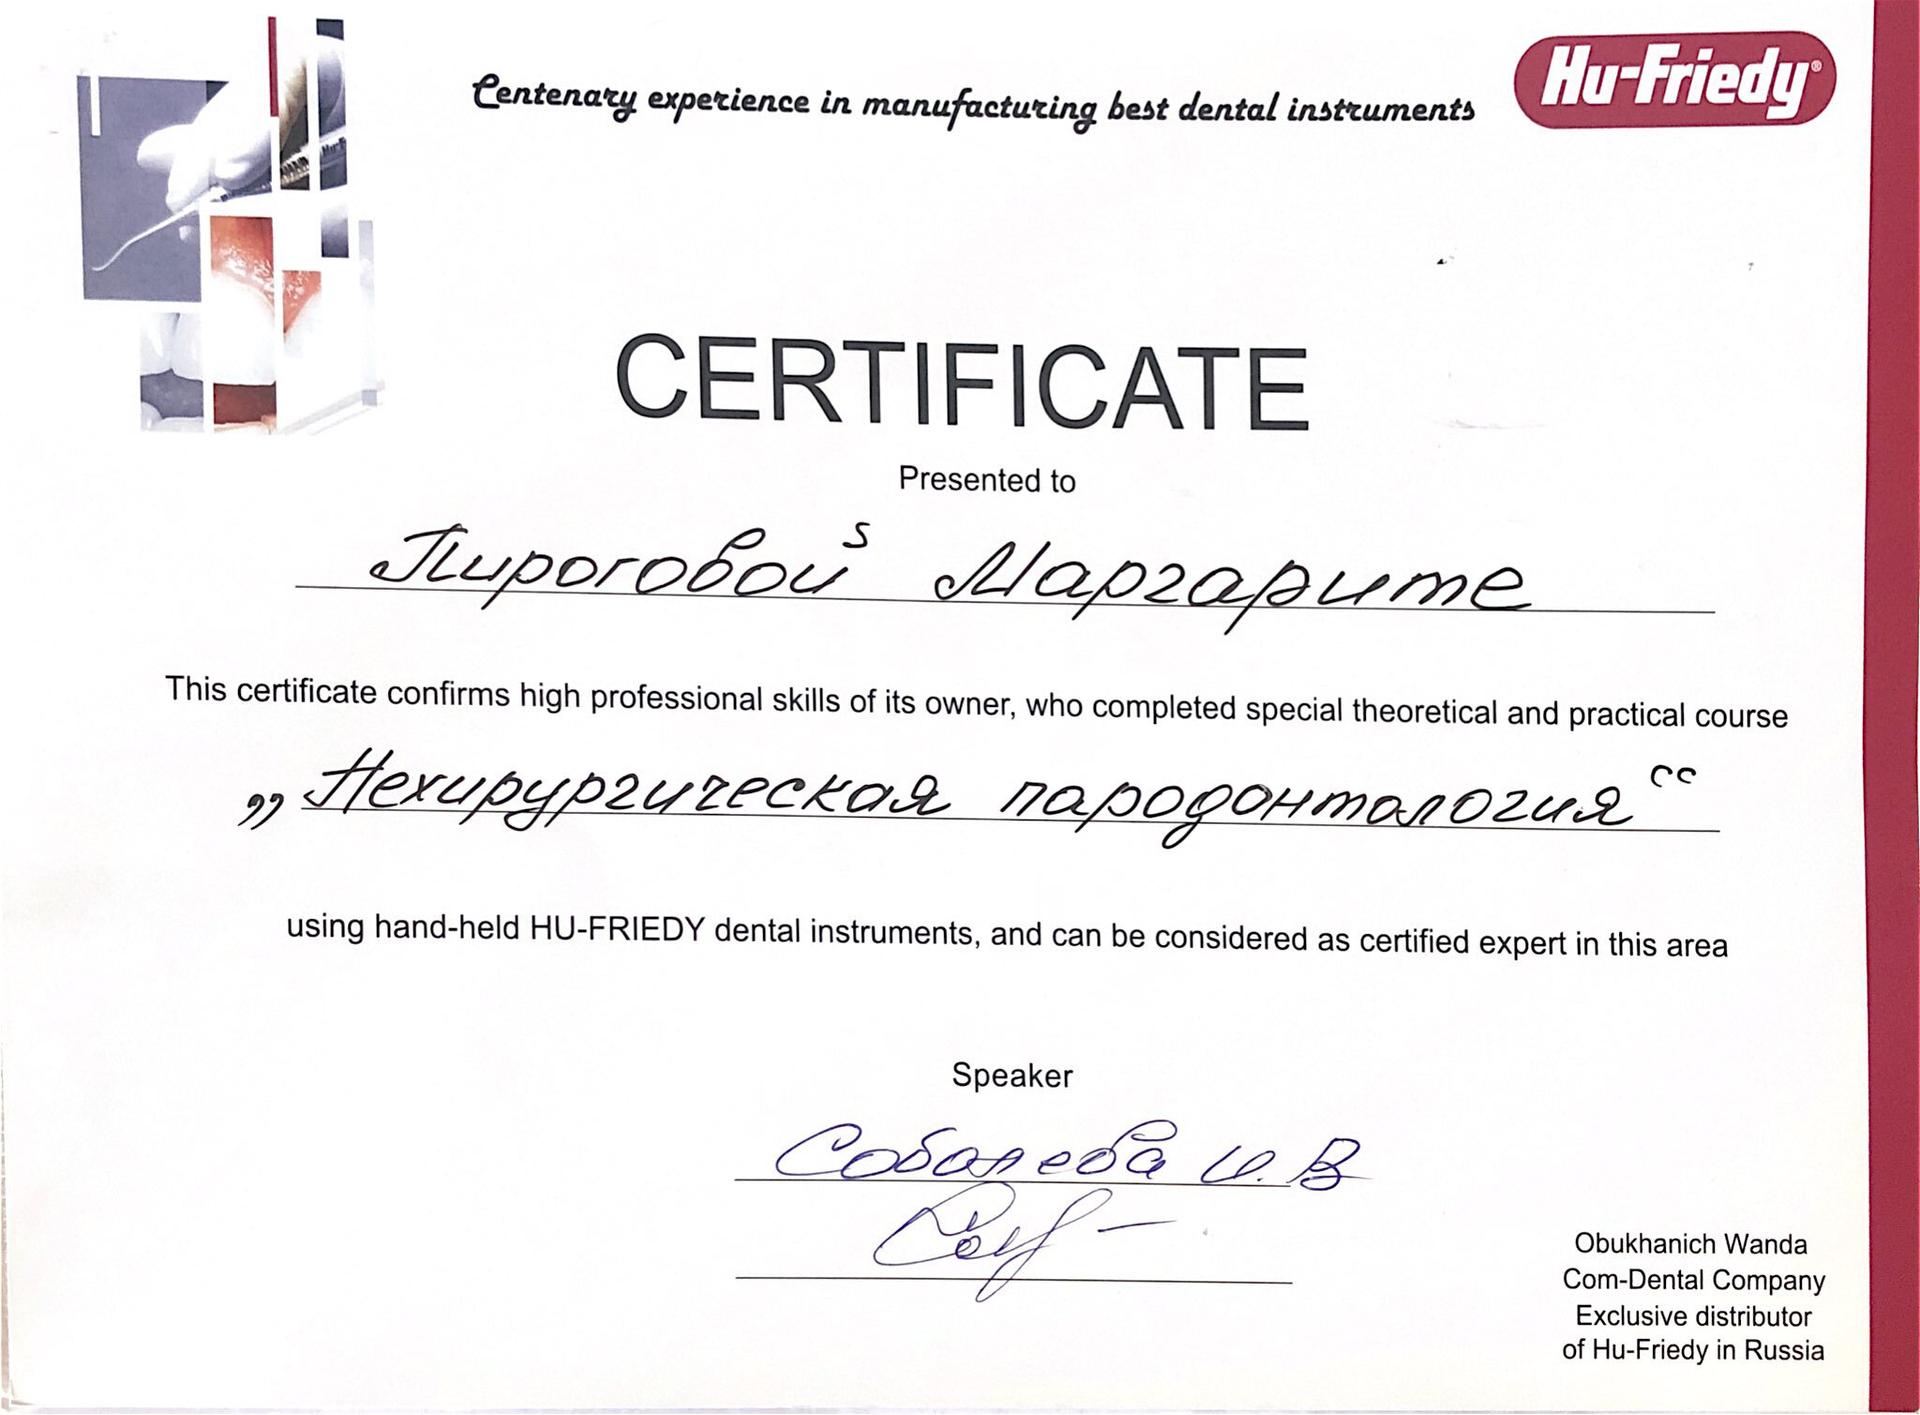 Centenary experience in manufacturing best dental instruments
Hu-Friedy®
CERTIFICATE
Presented to
Пироговой Маргарите
This certificate confirms high professional skills of its owner, who completed special theoretical and practical course
„Нехирургическая пародонтология“
using hand-held HU-FRIEDY dental instruments, and can be considered as certified expert in this area
Speaker
Соболева И.В
Obukhanich Wanda
Com-Dental Company
Exclusive distributor
of Hu-Friedy in Russia